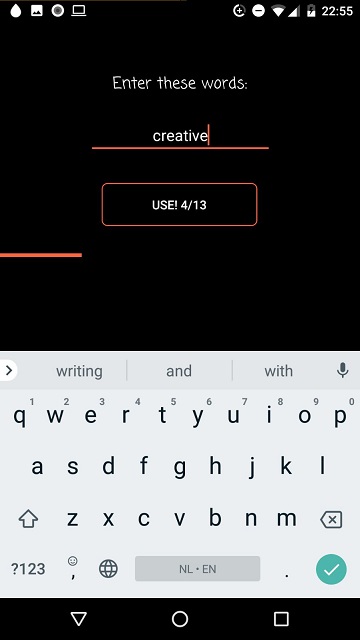 22:55
Enter these words:
creative
USE! 4/13
writing and with
1 2 3 4 5 6 7 8 9 0
q w e r t y u i o p
a s d f g h j k l
z x c v b n m
?123 , NL • EN .